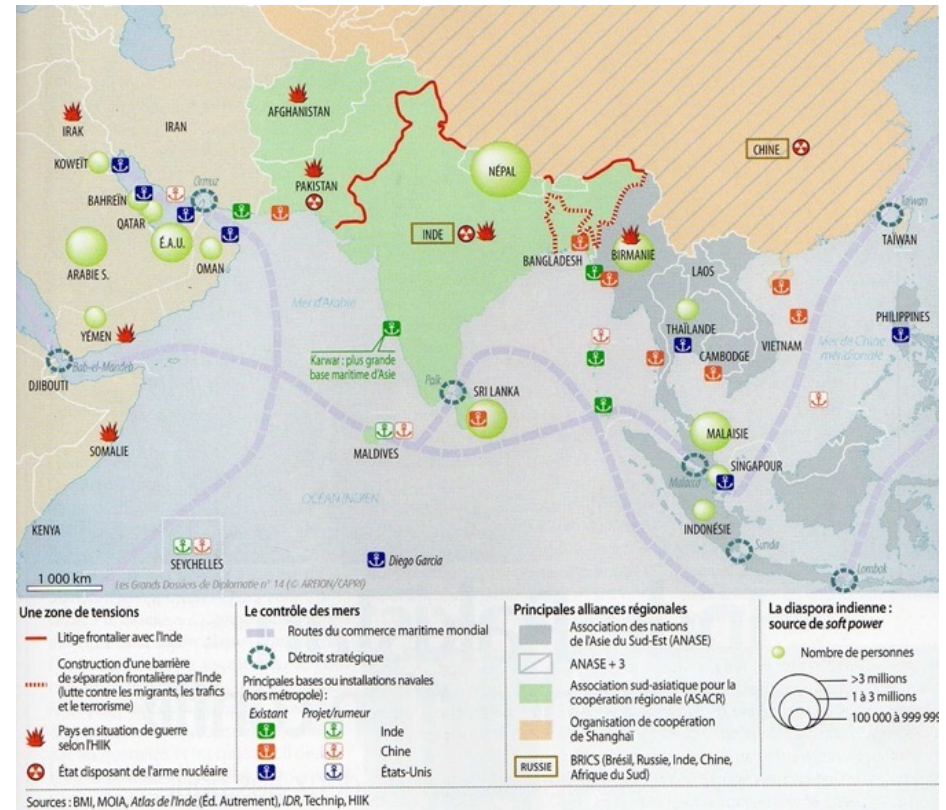 AFGHANISTAN
IRAK
IRAN
CHINE
KOWEÏT
NÉPAL
PAKISTAN
Ormuz
BAHREÏN
Taïwan
QATAR
INDE
TAÏWAN
É.A.U.
BANGLADESH
BIRMANIE
ARABIE S.
OMAN
LAOS
Mer d'Arabie
PHILIPPINES
YÉMEN
THAÏLANDE
VIETNAM
Mer de Chine
méridionale
Karwar : plus grande
base maritime d'Asie
CAMBODGE
Bab-el-Mandeb
DJIBOUTI
Palk
SRI LANKA
MALAISIE
SOMALIE
MALDIVES
SINGAPOUR
Malacca
OCÉAN INDIEN
INDONÉSIE
KENYA
Sunda
SEYCHELLES
Diego Garcia
Lombok
1 000 km
Les Grands Dossiers de Diplomatie n° 14 (© AREION/CAPRI)
Une zone de tensions
Litige frontalier avec l'Inde
Construction d'une barrière
de séparation frontalière par l'Inde
(lutte contre les migrants, les trafics
et le terrorisme)
Pays en situation de guerre
selon l'HIIK
État disposant de l'arme nucléaire
Le contrôle des mers
Routes du commerce maritime mondial
Détroit stratégique
Principales bases ou installations navales
(hors métropole) :
Existant Projet/rumeur
Inde
Chine
États-Unis
Principales alliances régionales
Association des nations
de l'Asie du Sud-Est (ANASE)
ANASE + 3
Association sud-asiatique pour la
coopération régionale (ASACR)
Organisation de coopération
de Shanghaï
RUSSIE BRICS (Brésil, Russie, Inde, Chine,
Afrique du Sud)
La diaspora indienne :
source de soft power
Nombre de personnes
>3 millions
1 à 3 millions
100 000 à 999 999
Sources : BMI, MOIA, Atlas de l'Inde (Éd. Autrement), IDR, Technip, HIIK